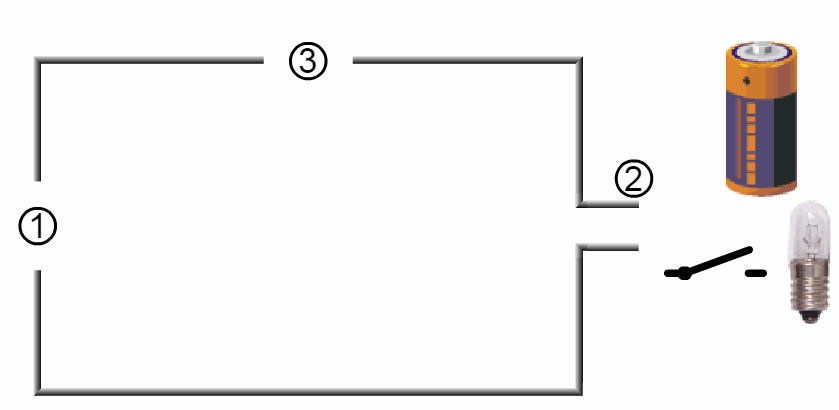 ③
②
①